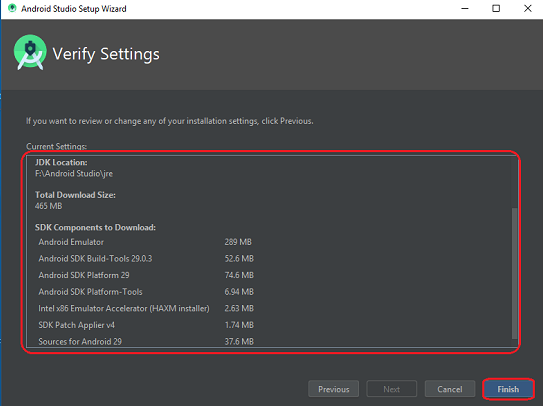 Android Studio Setup Wizard
Verify Settings
If you want to review or change any of your installation settings, click Previous.
Current Settings:
JDK Location:
F:\Android Studio\jre
Total Download Size:
465 MB
SDK Components to Download:
Android Emulator 289 MB
Android SDK Build-Tools 29.0.3 52.6 MB
Android SDK Platform 29 74.6 MB
Android SDK Platform-Tools 6.94 MB
Intel x86 Emulator Accelerator (HAXM installer) 2.63 MB
SDK Patch Applier v4 1.74 MB
Sources for Android 29 37.6 MB
Previous Next Cancel Finish